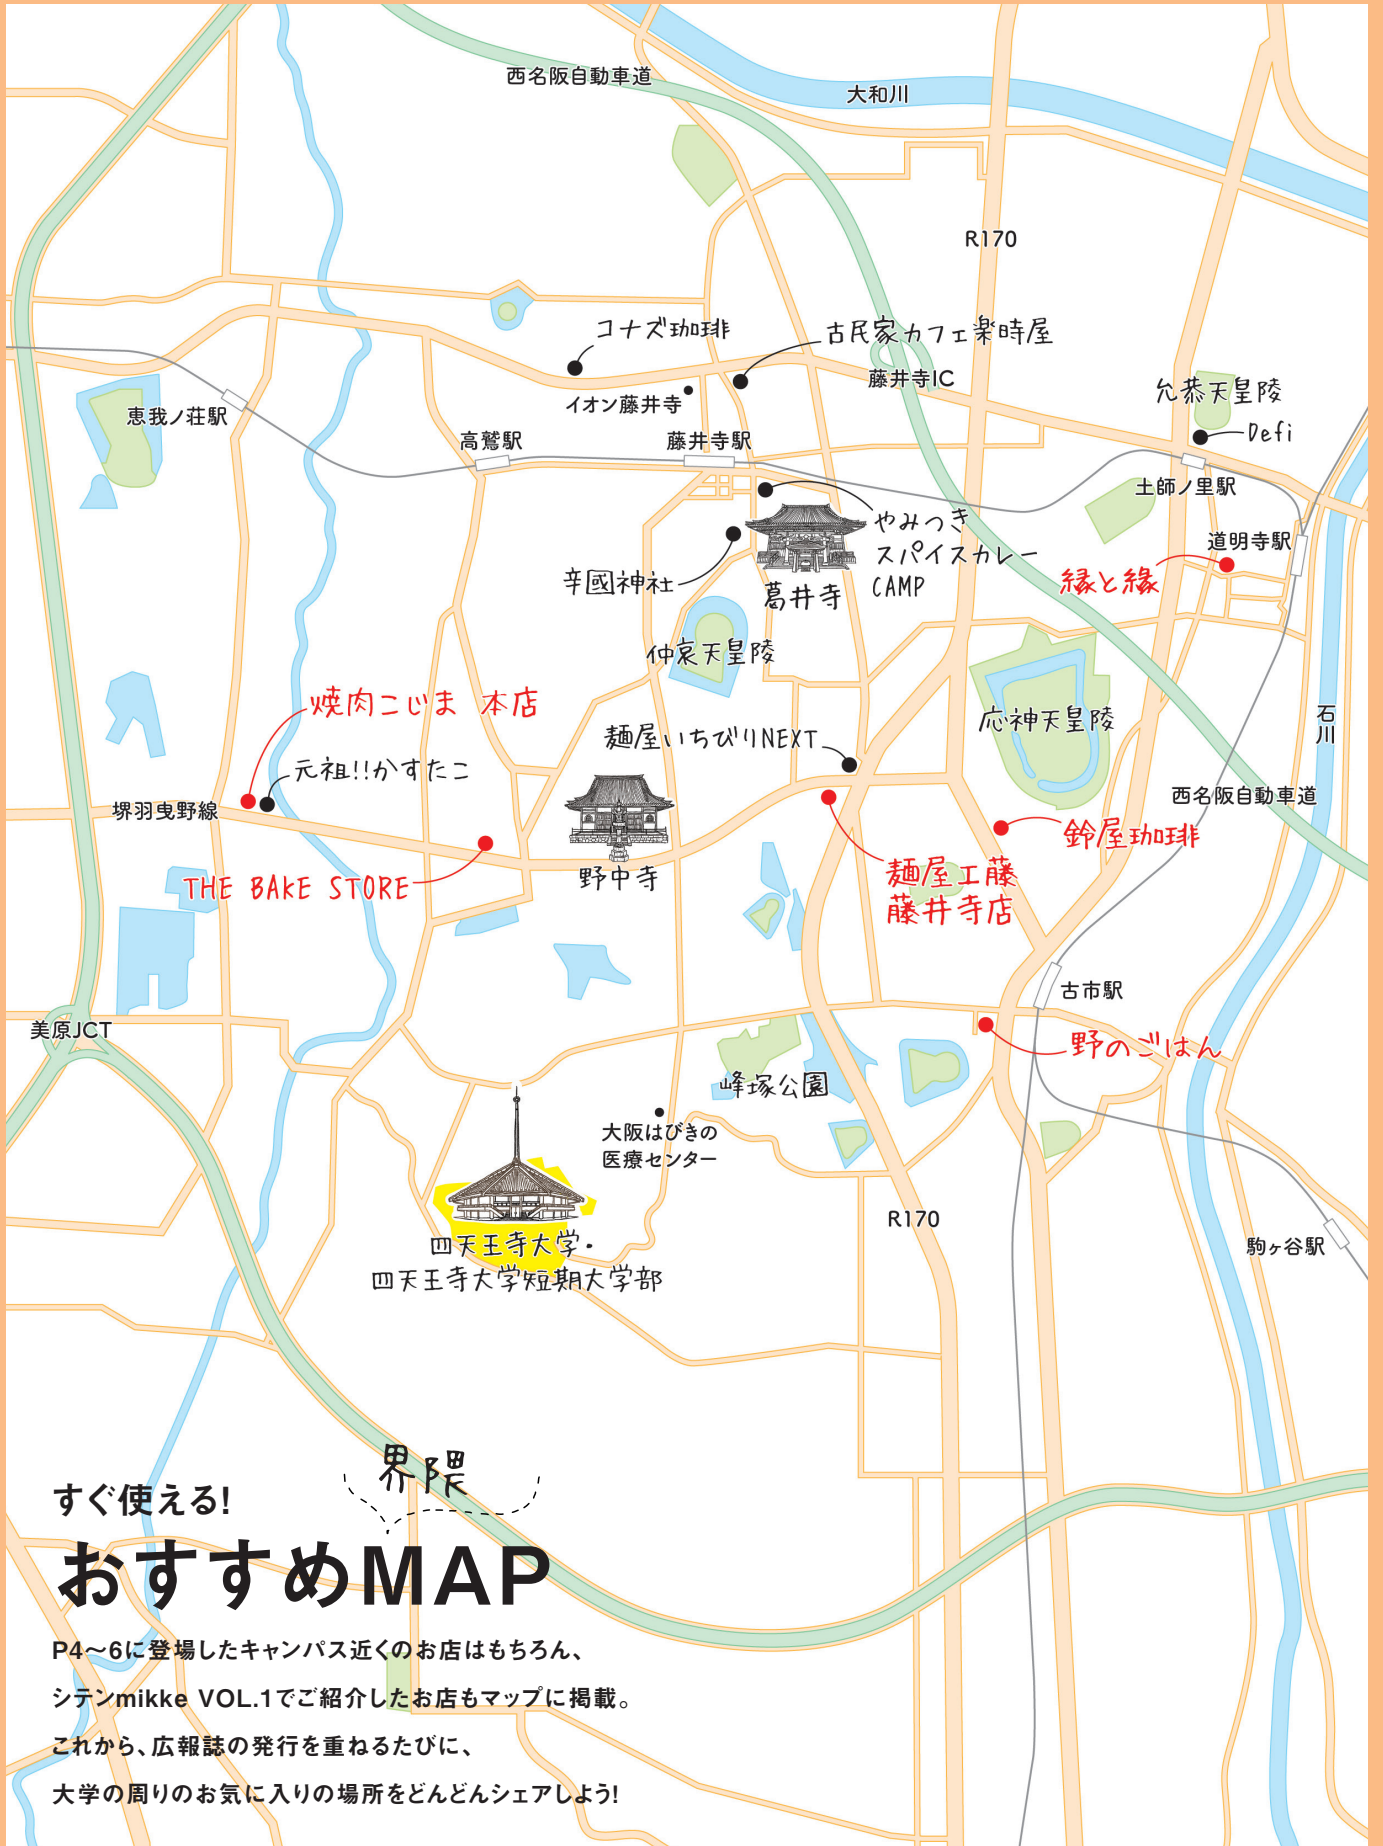 西名阪自動車道
大和川
R170
コナズ珈琲
古民家カフェ楽時屋
藤井寺IC
イオン藤井寺
允恭天皇陵
Defi
恵我ノ荘駅
高鷲駅
藤井寺駅
土師ノ里駅
やみつき
スパイスカレー
CAMP
道明寺駅
辛國神社
葛井寺
縁と縁
仲哀天皇陵
焼肉こじま 本店
応神天皇陵
石川
麺屋いちびりNEXT
元祖!!かすたこ
堺羽曳野線
西名阪自動車道
鈴屋珈琲
THE BAKE STORE
野中寺
麺屋工藤
藤井寺店
古市駅
美原JCT
野のごはん
峰塚公園
大阪はびきの
医療センター
R170
四天王寺大学・
四天王寺大学短期大学部
駒ヶ谷駅
界隈
すぐ使える!
おすすめMAP
P4〜6に登場したキャンパス近くのお店はもちろん、
シテンmikke VOL.1でご紹介したお店もマップに掲載。
これから、広報誌の発行を重ねるたびに、
大学の周りのお気に入りの場所をどんどんシェアしよう!